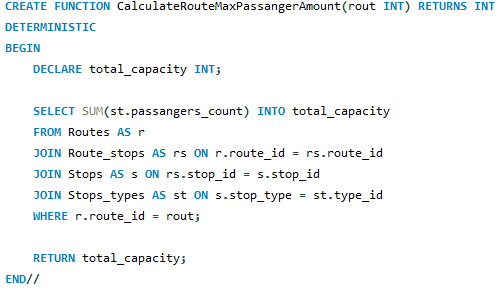 CREATE FUNCTION CalculateRouteMaxPassangerAmount(rout INT) RETURNS INT
DETERMINISTIC
BEGIN
    DECLARE total_capacity INT;

    SELECT SUM(st.passangers_count) INTO total_capacity
    FROM Routes AS r
    JOIN Route_stops AS rs ON r.route_id = rs.route_id
    JOIN Stops AS s ON rs.stop_id = s.stop_id
    JOIN Stops_types AS st ON s.stop_type = st.type_id
    WHERE r.route_id = rout;

    RETURN total_capacity;
END//